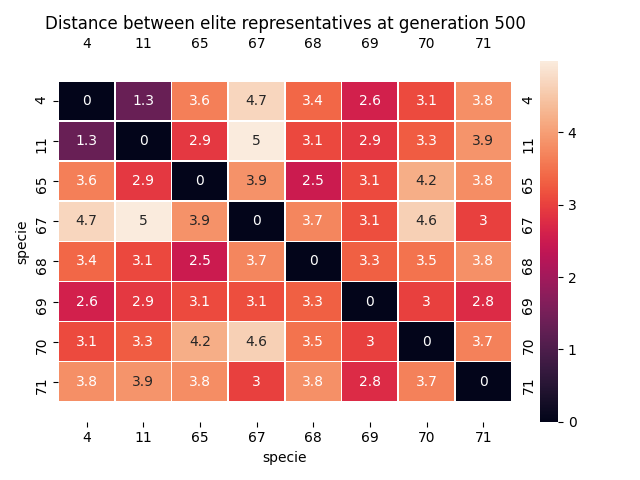 Distance between elite representatives at generation 500
4 11 65 67 68 69 70 71
4 0 1.3 3.6 4.7 3.4 2.6 3.1 3.8 4
11 1.3 0 2.9 5 3.1 2.9 3.3 3.9 11
65 3.6 2.9 0 3.9 2.5 3.1 4.2 3.8 65
67 4.7 5 3.9 0 3.7 3.1 4.6 3 67
68 3.4 3.1 2.5 3.7 0 3.3 3.5 3.8 68
69 2.6 2.9 3.1 3.1 3.3 0 3 2.8 69
70 3.1 3.3 4.2 4.6 3.5 3 0 3.7 70
71 3.8 3.9 3.8 3 3.8 2.8 3.7 0 71
4 11 65 67 68 69 70 71
specie
specie
4
3
2
1
0